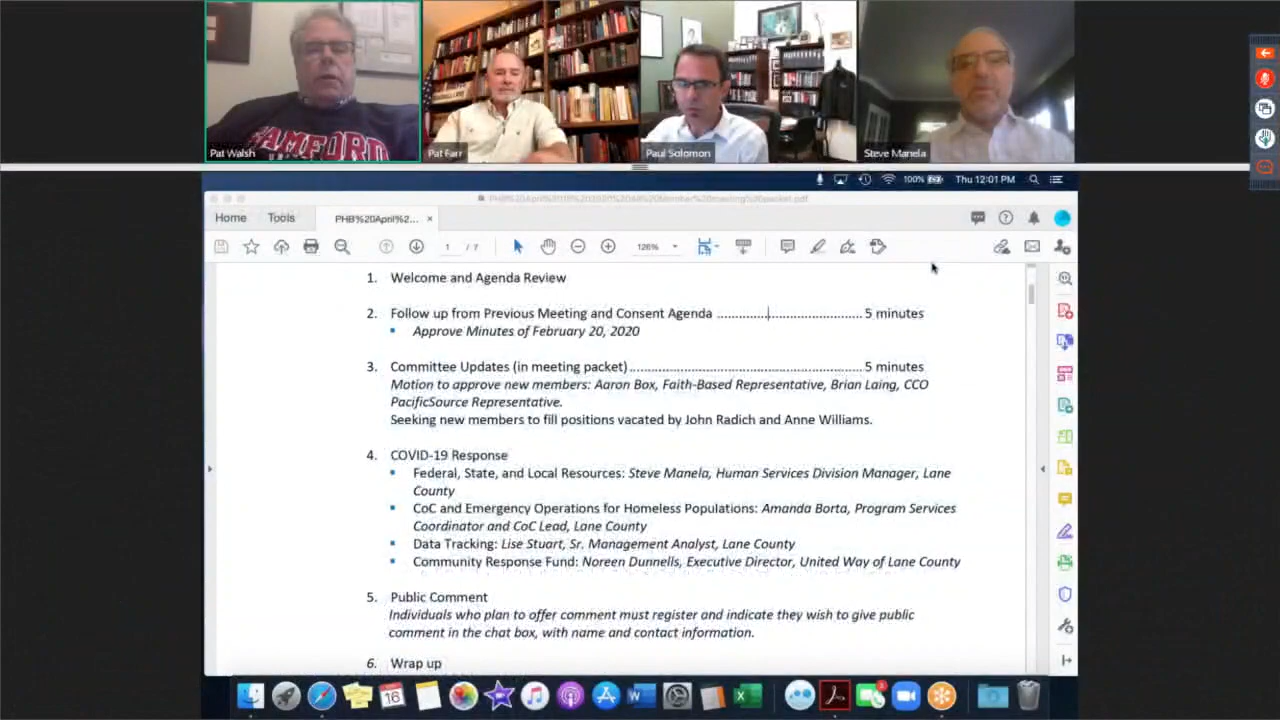 AMFORD
Pat Walsh
Pat Farr
Paul Solomon
Steve Manela
100%
Thu 12:01 PM
Home
Tools
PHB%20April%2...
×
1 / 7
126%
1. Welcome and Agenda Review
2. Follow up from Previous Meeting and Consent Agenda ........................................ 5 minutes
▪ Approve Minutes of February 20, 2020
3. Committee Updates (in meeting packet)................................................................ 5 minutes
Motion to approve new members: Aaron Box, Faith-Based Representative, Brian Laing, CCO
PacificSource Representative.
Seeking new members to fill positions vacated by John Radich and Anne Williams.
4. COVID-19 Response
▪ Federal, State, and Local Resources: Steve Manela, Human Services Division Manager, Lane
County
▪ CoC and Emergency Operations for Homeless Populations: Amanda Borta, Program Services
Coordinator and CoC Lead, Lane County
▪ Data Tracking: Lise Stuart, Sr. Management Analyst, Lane County
▪ Community Response Fund: Noreen Dunnells, Executive Director, United Way of Lane County
5. Public Comment
Individuals who plan to offer comment must register and indicate they wish to give public
comment in the chat box, with name and contact information.
6. Wrap up
16